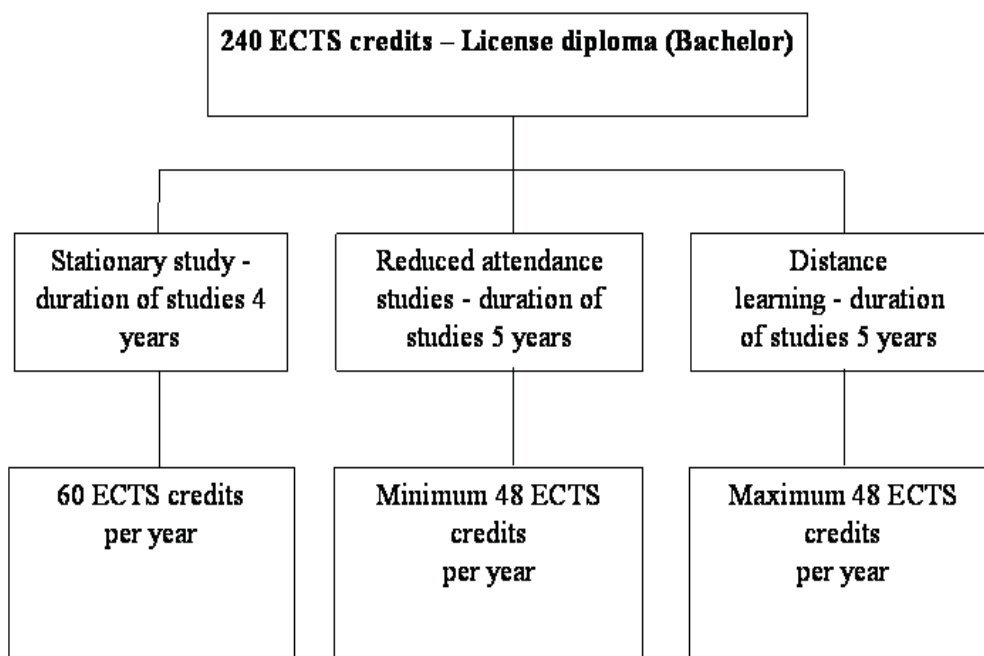 240 ECTS credits – License diploma (Bachelor)
Stationary study -
duration of studies 4
years
Reduced attendance
studies - duration of
studies 5 years
Distance
learning - duration
of studies 5 years
60 ECTS credits
per year
Minimum 48 ECTS
credits
per year
Maximum 48 ECTS
credits
per year